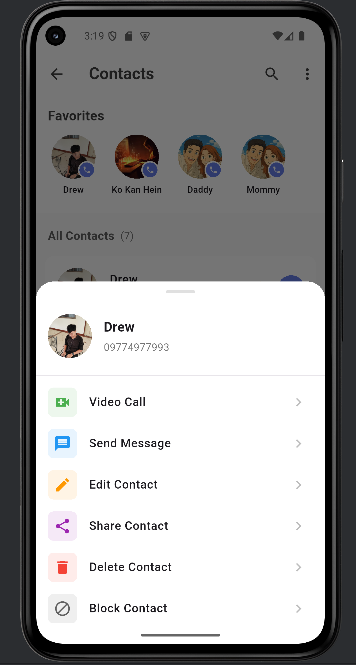 3:19
Contacts
Favorites
Drew Ko Kan Hein Daddy Mommy
All Contacts (7)
Drew
Drew
09774977993
Video Call
Send Message
Edit Contact
Share Contact
Delete Contact
Block Contact